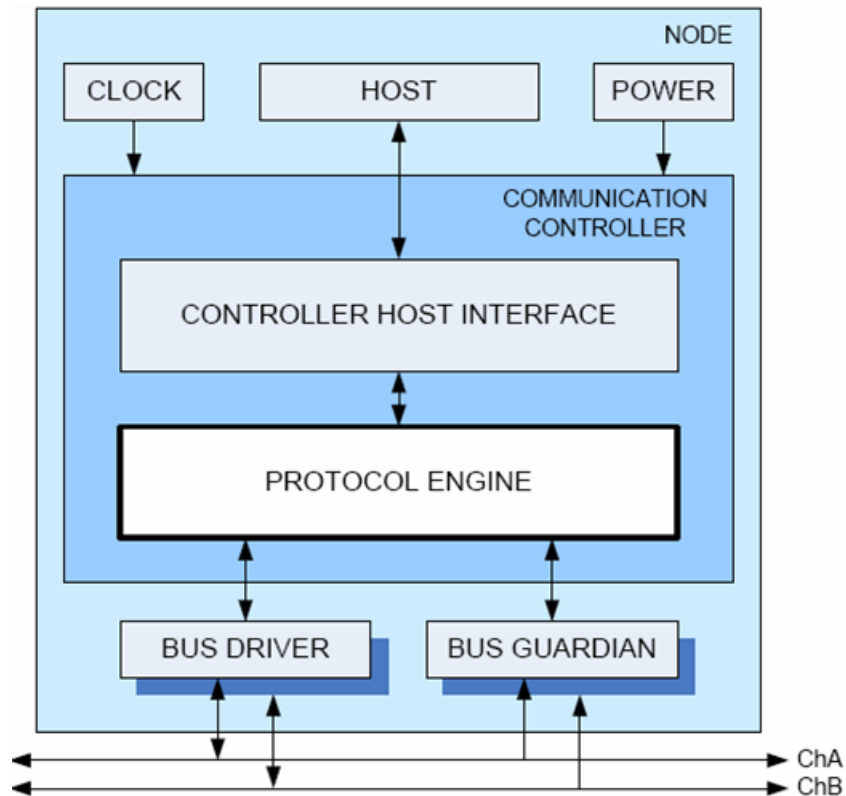 NODE
CLOCK
HOST
POWER
COMMUNICATION
CONTROLLER
CONTROLLER HOST INTERFACE
PROTOCOL ENGINE
BUS DRIVER
BUS GUARDIAN
ChA
ChB